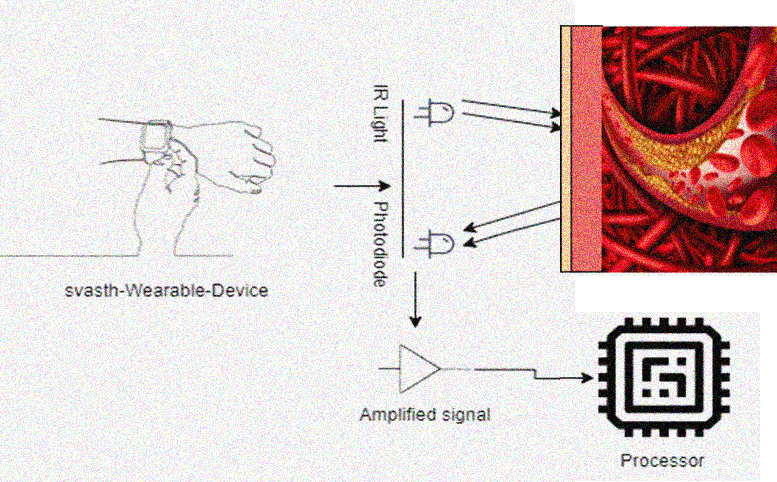 IR Light
Photodiode
svasth-Wearable-Device
Amplified signal
Processor